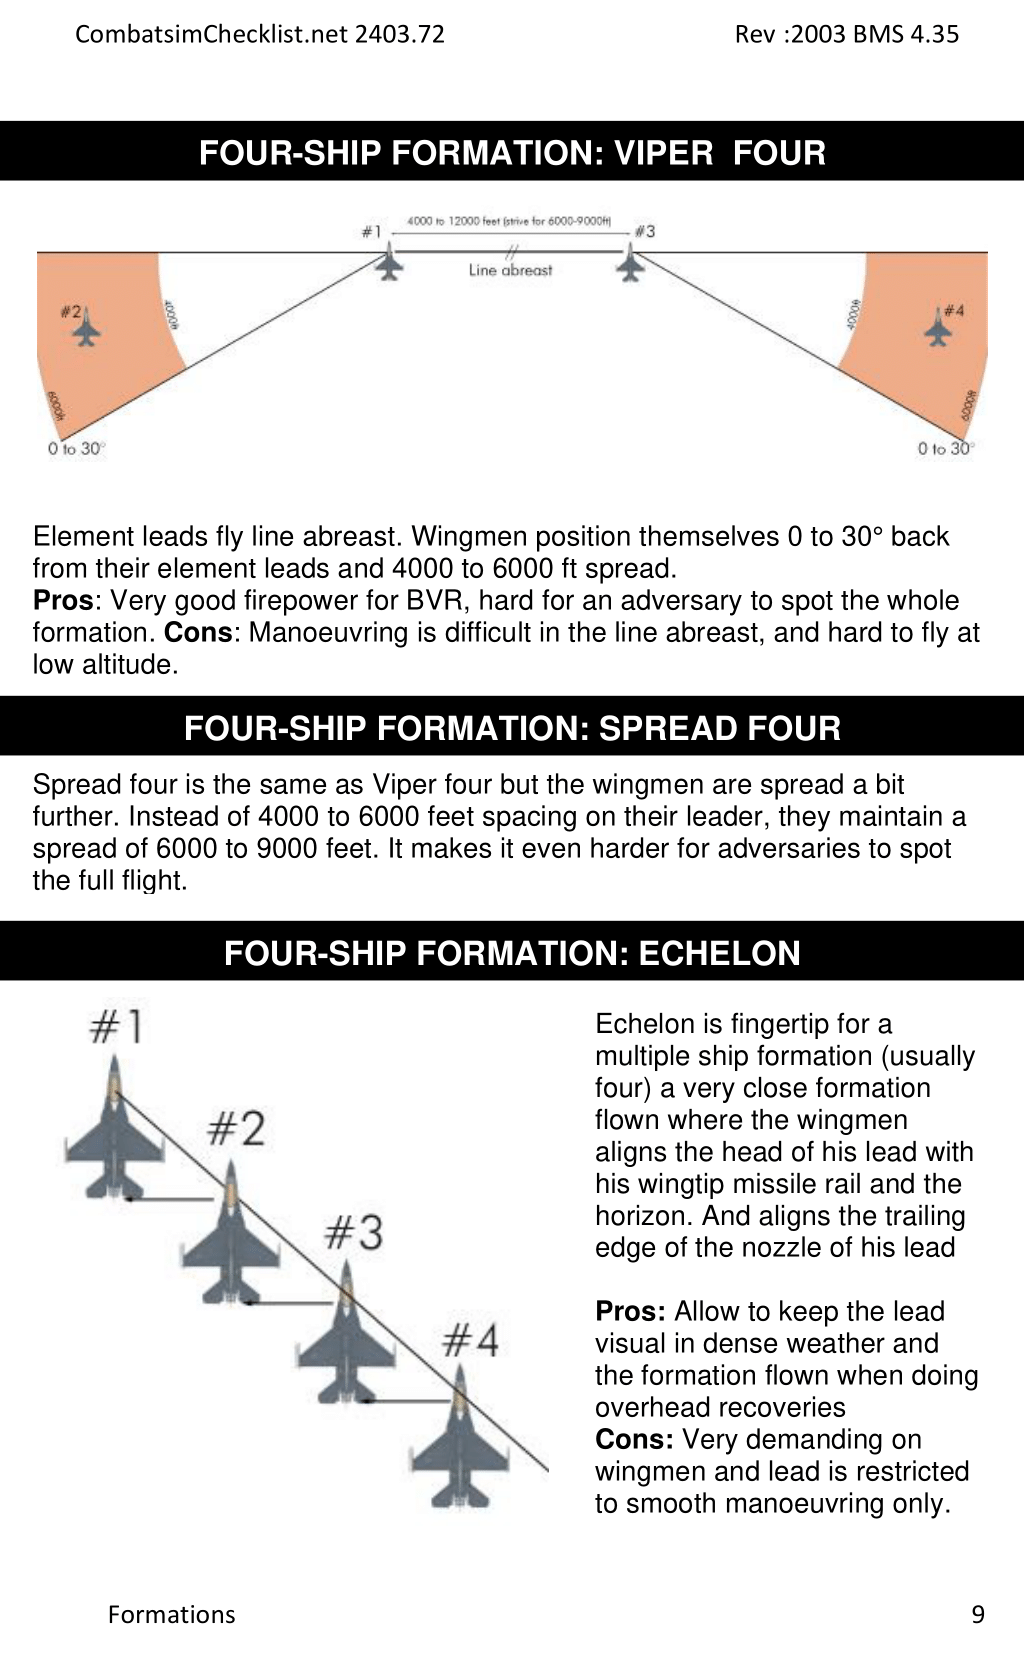 CombatsimChecklist.net 2403.72 Rev :2003 BMS 4.35
FOUR-SHIP FORMATION: VIPER  FOUR
4000 to 12000 feet (strive for 6000-9000ft)
#1 #3
Line abreast
#2 4000ft 4000ft #4
6000ft 6000ft
0 to 30° 0 to 30°
Element leads fly line abreast. Wingmen position themselves 0 to 30° back
from their element leads and 4000 to 6000 ft spread.
Pros: Very good firepower for BVR, hard for an adversary to spot the whole
formation. Cons: Manoeuvring is difficult in the line abreast, and hard to fly at
low altitude.
FOUR-SHIP FORMATION: SPREAD FOUR
Spread four is the same as Viper four but the wingmen are spread a bit
further. Instead of 4000 to 6000 feet spacing on their leader, they maintain a
spread of 6000 to 9000 feet. It makes it even harder for adversaries to spot
the full flight.
FOUR-SHIP FORMATION: ECHELON
#1
#2
#3
#4
Echelon is fingertip for a
multiple ship formation (usually
four) a very close formation
flown where the wingmen
aligns the head of his lead with
his wingtip missile rail and the
horizon. And aligns the trailing
edge of the nozzle of his lead
Pros: Allow to keep the lead
visual in dense weather and
the formation flown when doing
overhead recoveries
Cons: Very demanding on
wingmen and lead is restricted
to smooth manoeuvring only.
Formations 9